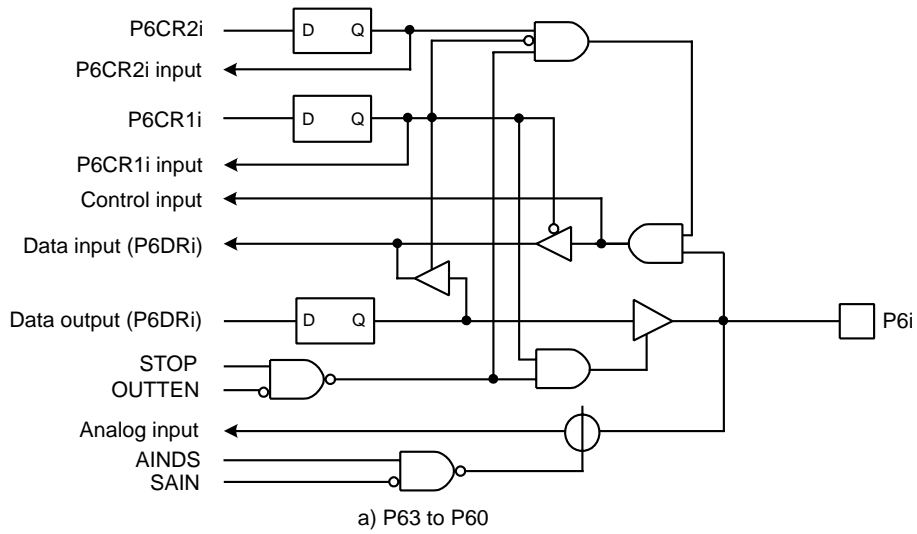 P6CR2i
D Q
P6CR2i input
P6CR1i
D Q
P6CR1i input
Control input
Data input (P6DRi)
Data output (P6DRi)
D Q
P6i
STOP
OUTTEN
Analog input
AINDS
SAIN
a) P63 to P60